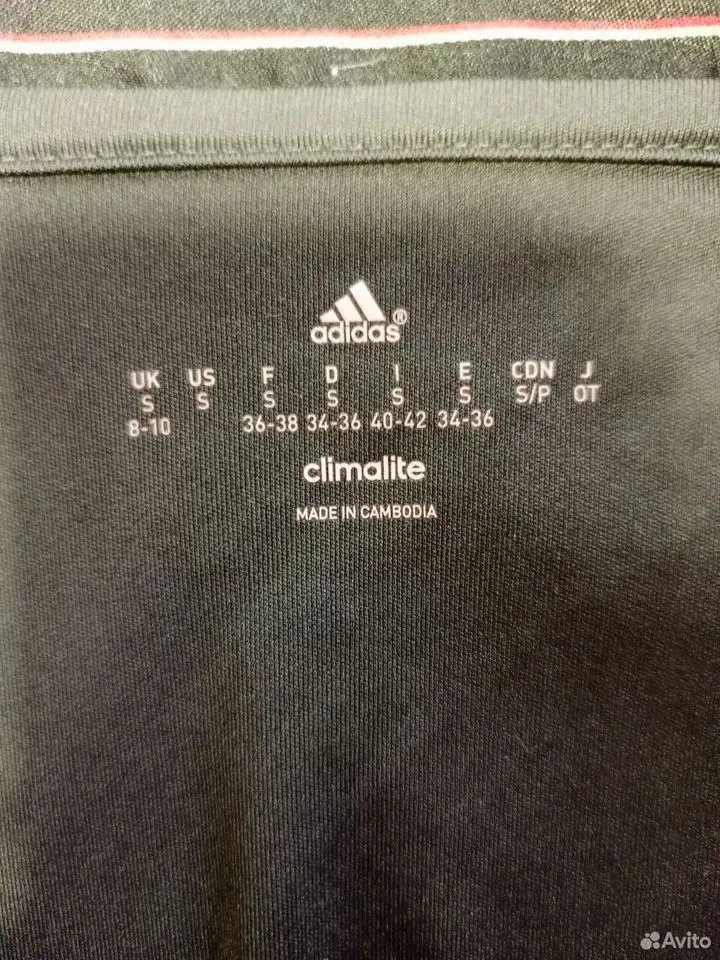 adidas®
UK US F D I E CDN J
S S S S S S S/P OT
8-10 36-38 34-36 40-42 34-36
climalite
MADE IN CAMBODIA
Avito